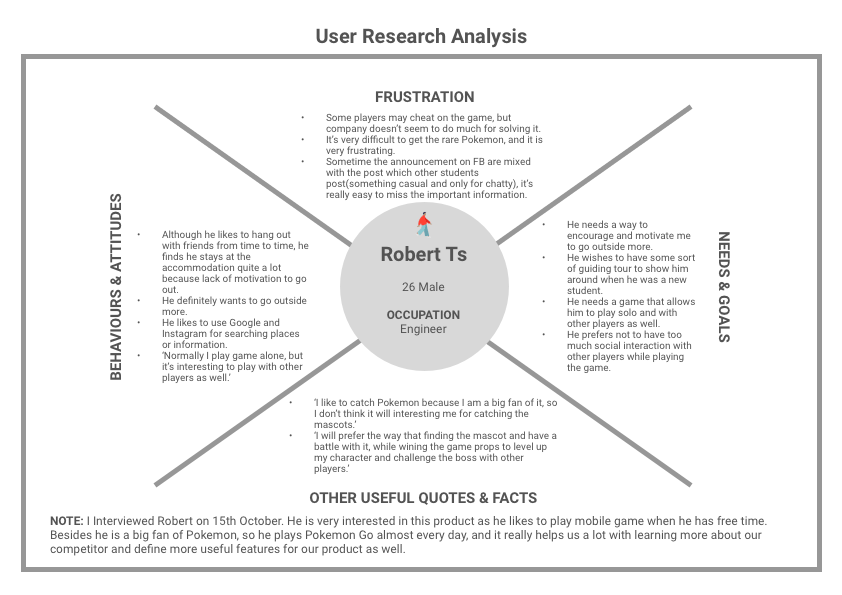 User Research Analysis
FRUSTRATION
• Some players may cheat on the game, but
company doesn't seem to do much for solving it.
• It's very difficult to get the rare Pokemon, and it is
very frustrating.
• Sometime the announcement on FB are mixed
with the post which other students
post(something casual and only for chatty), it's
really easy to miss the important information.
BEHAVIOURS & ATTITUDES
• Although he likes to hang out
with friends from time to time, he
finds he stays at the
accommodation quite a lot
because lack of motivation to go
out.
• He definitely wants to go outside
more.
• He likes to use Google and
Instagram for searching places
or information.
• 'Normally I play game alone, but
it's interesting to play with other
players as well.'
Robert Ts
26 Male
OCCUPATION
Engineer
NEEDS & GOALS
• He needs a way to
encourage and motivate me
to go outside more.
• He wishes to have some sort
of guiding tour to show him
around when he was a new
student.
• He needs a game that allows
him to play solo and with
other players as well.
• He prefers not to have too
much social interaction with
other players while playing
the game.
• 'I like to catch Pokemon because I am a big fan of it, so
I don't think it will interesting me for catching the
mascots.'
• 'I will prefer the way that finding the mascot and have a
battle with it, while wining the game props to level up
my character and challenge the boss with other
players.'
OTHER USEFUL QUOTES & FACTS
NOTE: I Interviewed Robert on 15th October. He is very interested in this product as he likes to play mobile game when he has free time.
Besides he is a big fan of Pokemon, so he plays Pokemon Go almost every day, and it really helps us a lot with learning more about our
competitor and define more useful features for our product as well.